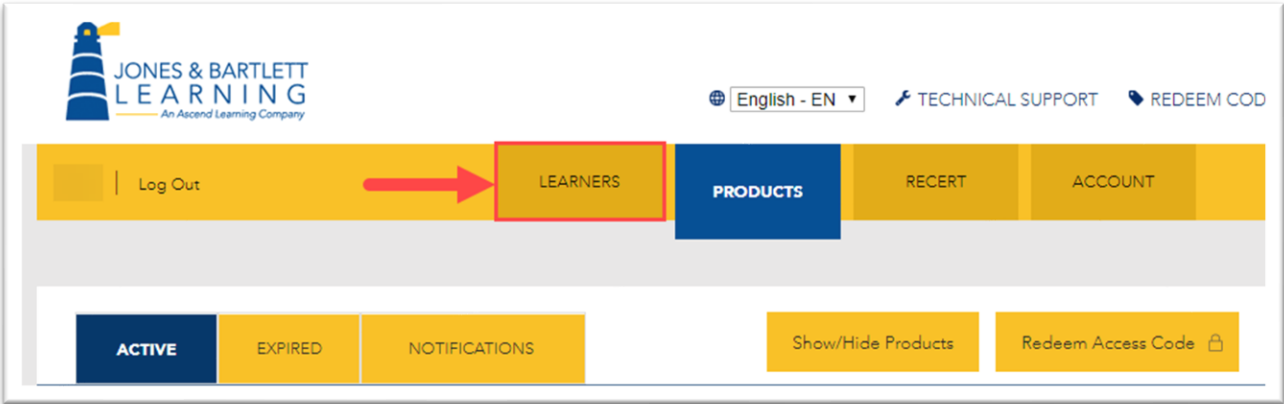 JONES & BARTLETT
LEARNING
An Ascend Learning Company
English - EN
TECHNICAL SUPPORT
REDEEM COD
Log Out
LEARNERS
PRODUCTS
RECERT
ACCOUNT
ACTIVE
EXPIRED
NOTIFICATIONS
Show/Hide Products
Redeem Access Code